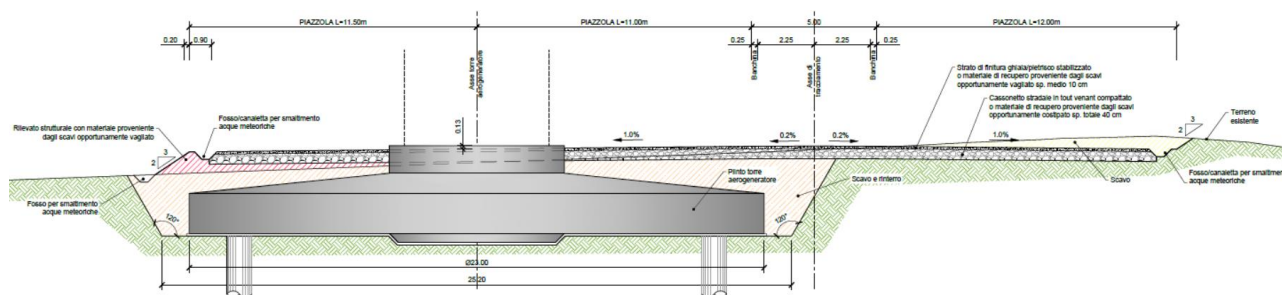 PIAZZOLA L=11.50m
PIAZZOLA L=11.00m
5.00
PIAZZOLA L=12.00m
0.20
0.90
0.25
2.25
2.25
0.25
Asse torre
aerogeneratore
Banchina
Asse di
tracciamento
Banchina
Strato di finitura ghiaia/pietrisco stabilizzato
o materiale di recupero proveniente dagli scavi
opportunamente vagliato sp. medio 10 cm
Cassonetto stradale in tout venant compattato
o materiale di recupero proveniente dagli scavi
opportunamente costipato sp. totale 40 cm
Fosso/canaletta per smaltimento
acque meteoriche
Rilevato strutturale con materiale proveniente
dagli scavi opportunamente vagliato
3
2
0.13
1.0%
0.2%
0.2%
1.0%
3
2
Terreno
esistente
Plinto torre
aerogeneratore
Scavo e rinterro
Scavo
Fosso/canaletta per smaltime
acque meteoriche
Fosso per smaltimento
acque meteoriche
120°
120°
Ø23.00
25.20